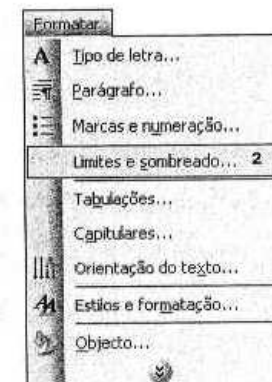 Formatar
Tipo de letra...
Parágrafo...
Marcas e numeração...
Limites e sombreado... 2
Tabulações...
Capitulares...
Orientação do texto...
Estilos e formatação...
Objecto...